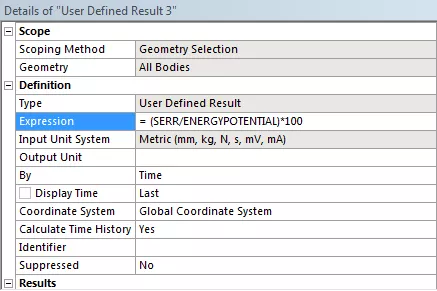 Details of "User Defined Result 3"
Scope
Scoping Method Geometry Selection
Geometry All Bodies
Definition
Type User Defined Result
Expression = (SERR/ENERGYPOTENTIAL)*100
Input Unit System Metric (mm, kg, N, s, mV, mA)
Output Unit
By Time
Display Time Last
Coordinate System Global Coordinate System
Calculate Time History Yes
Identifier
Suppressed No
Results